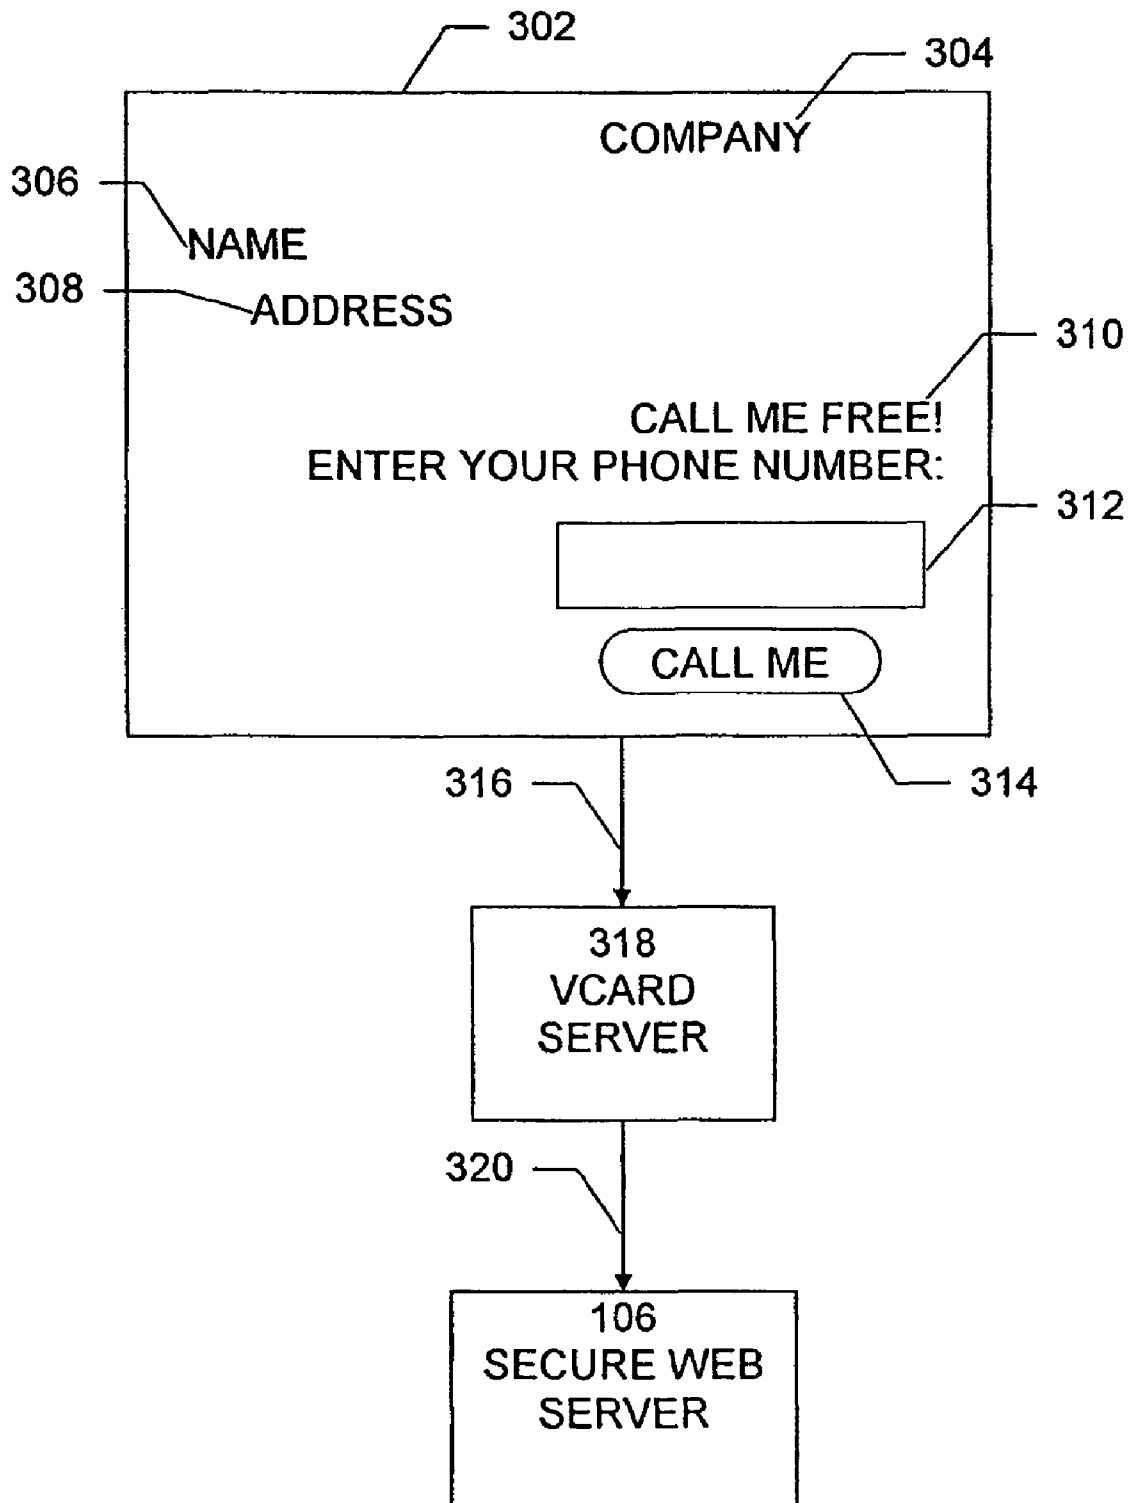 302
304
COMPANY
306
NAME
308
ADDRESS
310
CALL ME FREE!
ENTER YOUR PHONE NUMBER:
312
CALL ME
314
316
318
VCARD
SERVER
320
106
SECURE WEB
SERVER